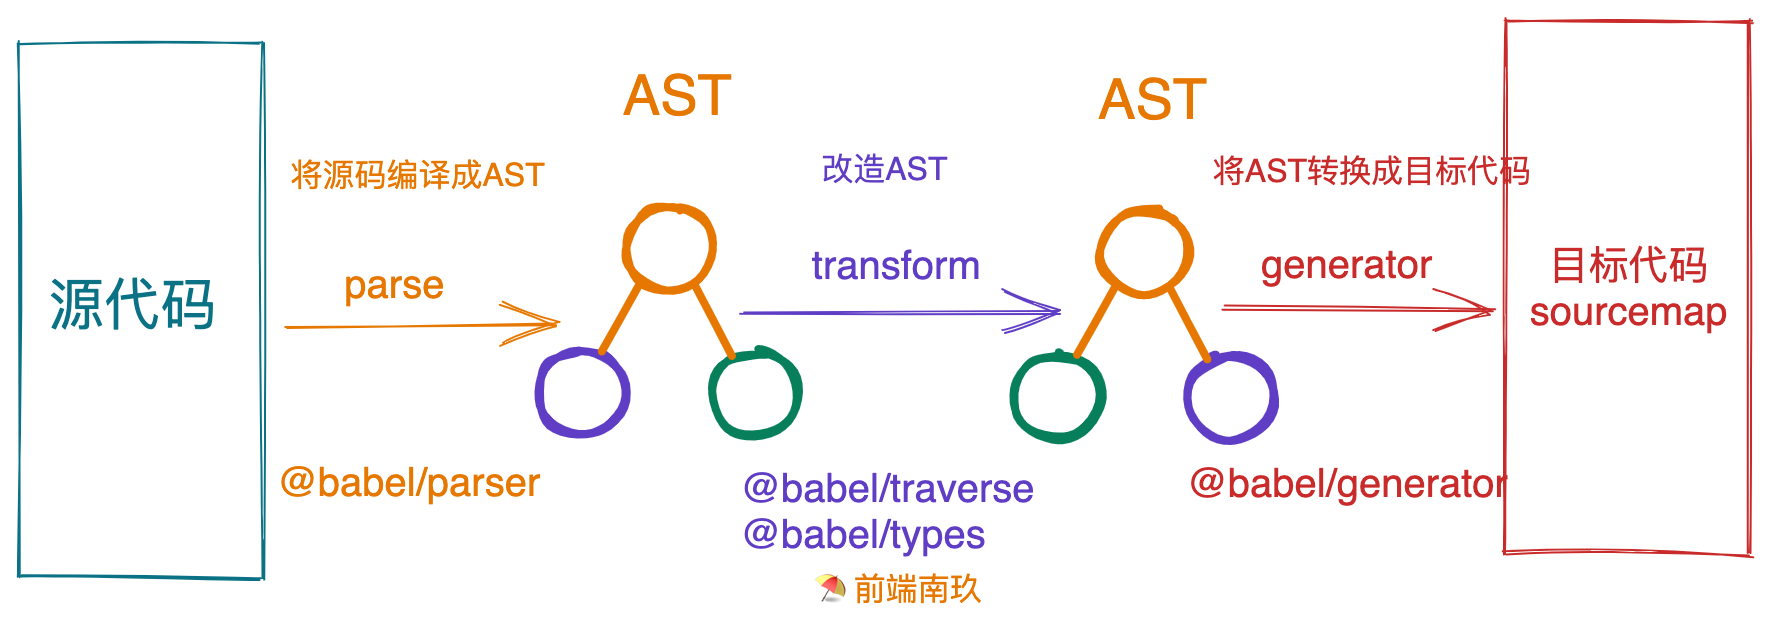 源代码
将源码编译成AST
parse
@babel/parser
AST
改造AST
transform
@babel/traverse
@babel/types
AST
将AST转换成目标代码
generator
@babel/generator
目标代码
sourcemap
前端南玖